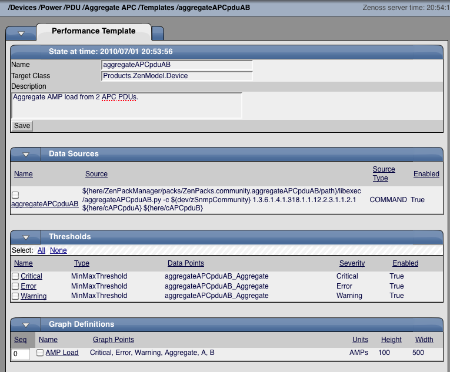 /Devices /Power /PDU /Aggregate APC /Templates /aggregateAPCpduAB
Zenoss server time: 20:54:1
Performance Template
State at time: 2010/07/01 20:53:56
Name aggregateAPCpduAB
Target Class Products.ZenModel.Device
Description
Aggregate AMP load from 2 APC PDUs.
Save
Data Sources
Name Source Source Type Enabled
aggregateAPCpduAB ${here/ZenPackManager/packs/ZenPacks.community.aggregateAPCpduAB/path}/libexec
/aggregateAPCpduAB.py -c ${dev/zSnmpCommunity} 1.3.6.1.4.1.318.1.1.12.2.3.1.1.2.1 COMMAND True
${here/cAPCpduA} ${here/cAPCpduB}
Thresholds
Select: All None
Name Type Data Points Severity Enabled
Critical MinMaxThreshold aggregateAPCpduAB_Aggregate Critical True
Error MinMaxThreshold aggregateAPCpduAB_Aggregate Error True
Warning MinMaxThreshold aggregateAPCpduAB_Aggregate Warning True
Graph Definitions
Seq Name Graph Points Units Height Width
0 AMP Load Critical, Error, Warning, Aggregate, A, B AMPs 100 500